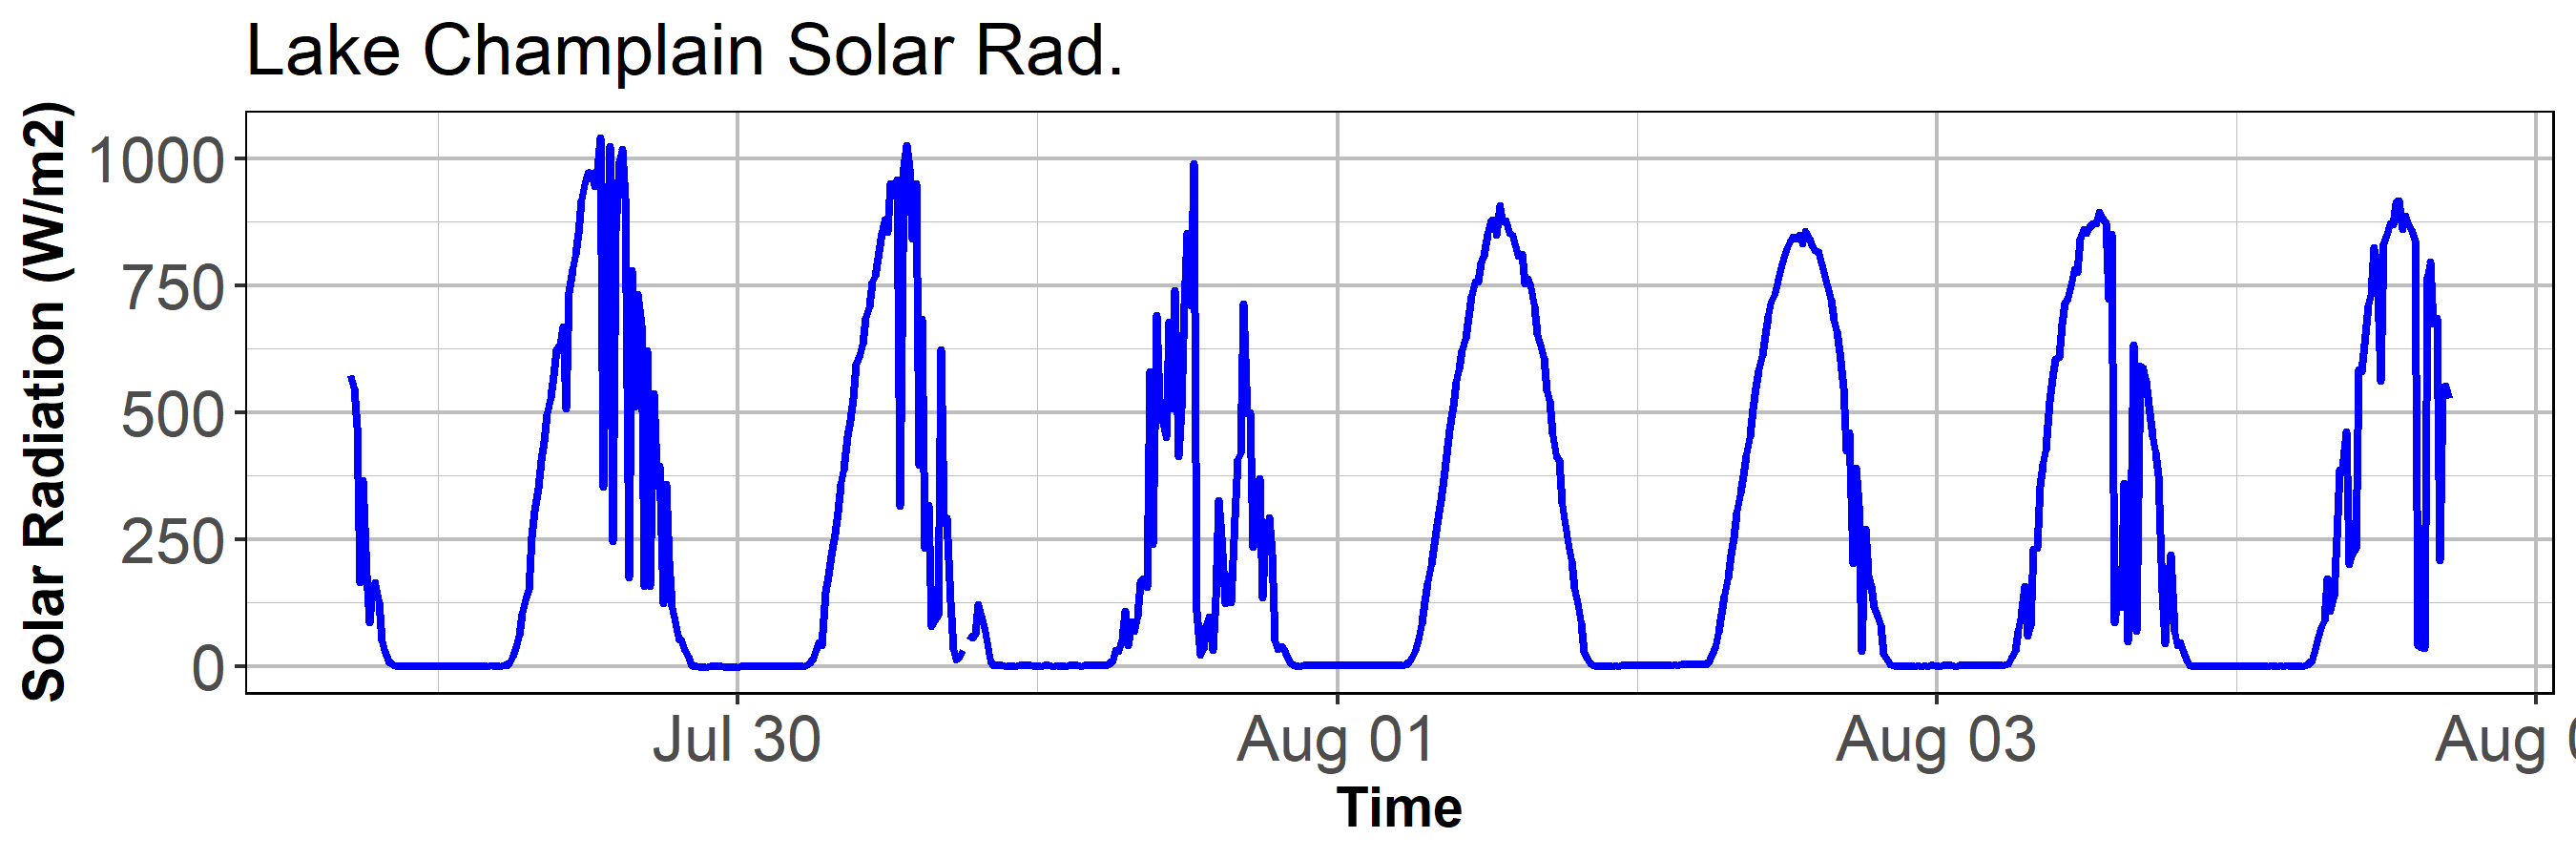 Lake Champlain Solar Rad.
Solar Radiation (W/m2)
1000
750
500
250
0
Jul 30
Aug 01
Aug 03
Aug
Time